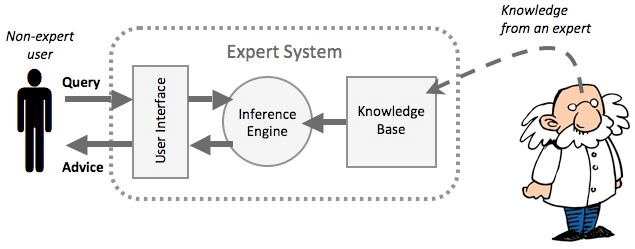 Non-expert
user
Knowledge
from an expert
Expert System
Query
Advice
User Interface
Inference
Engine
Knowledge
Base